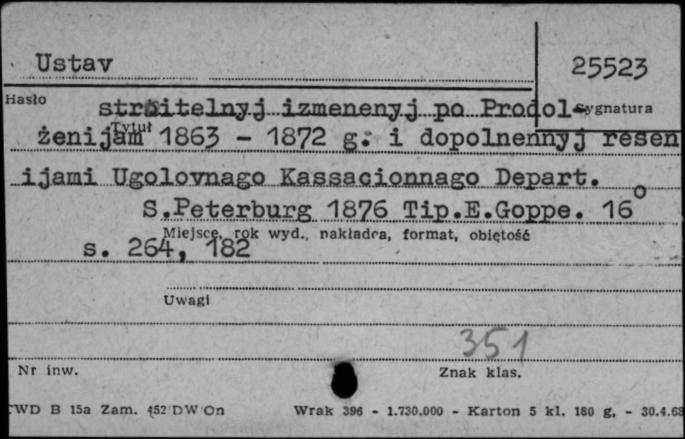 Ustav
25523
Hasło
stroitelnyj izmenenyj po Prodol-
Sygnatura
ženijam 1863 - 1872 g. i dopolnennyj resen
Tytuł
ijami Ugolovnago Kassacionnago Depart.
S.Peterburg 1876 Tip.E.Goppe. 16°
Miejsce, rok wyd., nakładca, format, objętość
s. 264, 182
Uwagi
351
Nr inw.
Znak klas.
WD B 15a Zam. 452 DW On
Wrak 396 - 1.730.000 - Karton 5 kl. 180 g. - 30.4.68